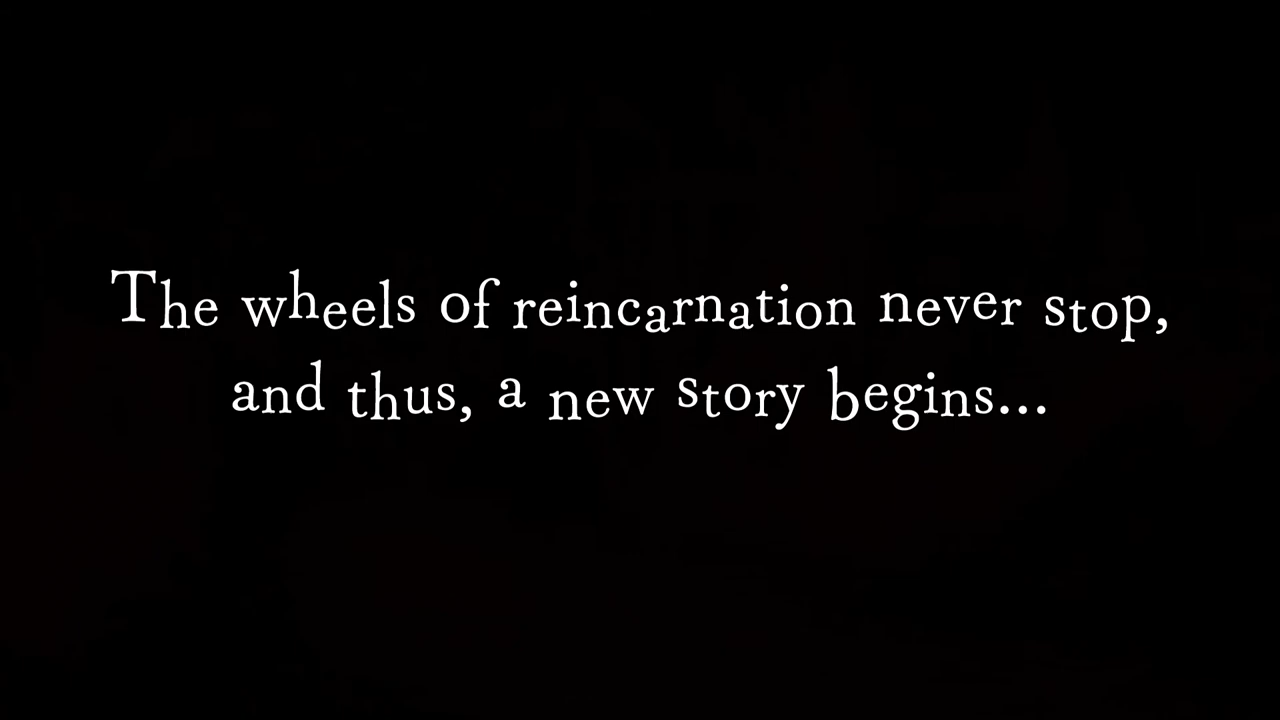 The wheels of reincarnation never stop,
and thus, a new story begins...